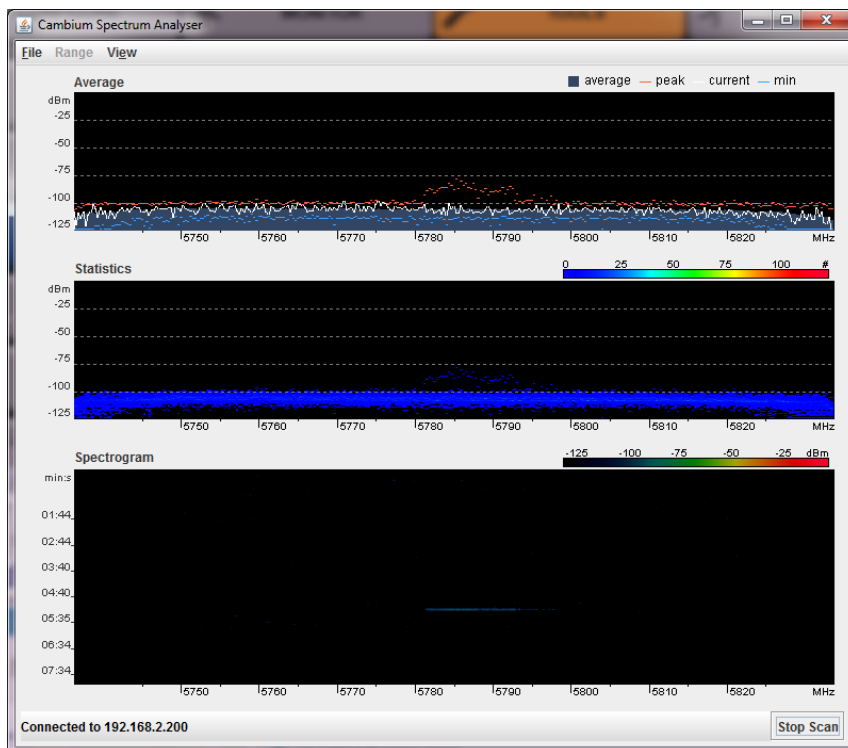 MONITOR
TOOLS
Cambium Spectrum Analyser
File Range View
Average
average peak current min
dBm
-25
-50
-75
-100
-125
5750 5760 5770 5780 5790 5800 5810 5820 MHz
Statistics
0 25 50 75 100 #
dBm
-25
-50
-75
-100
-125
5750 5760 5770 5780 5790 5800 5810 5820 MHz
Spectrogram
-125 -100 -75 -50 -25 dBm
min:s
01:44
02:44
03:40
04:40
05:35
06:34
07:34
5750 5760 5770 5780 5790 5800 5810 5820 MHz
Connected to 192.168.2.200
Stop Scan